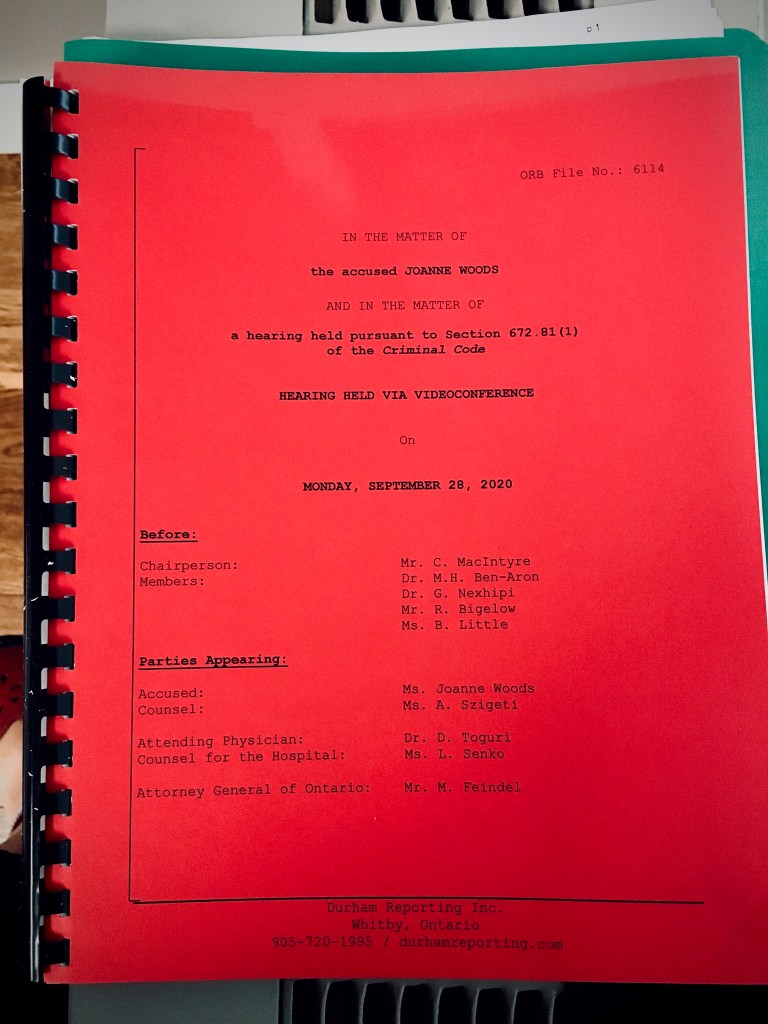 p 1
ORB File No.: 6114
IN THE MATTER OF
the accused JOANNE WOODS
AND IN THE MATTER OF
a hearing held pursuant to Section 672.81(1)
of the Criminal Code
HEARING HELD VIA VIDEOCONFERENCE
On
MONDAY, SEPTEMBER 28, 2020
Before:
Chairperson: Mr. C. MacIntyre
Members: Dr. M.H. Ben-Aron
Dr. G. Nexhipi
Mr. R. Bigelow
Ms. B. Little
Parties Appearing:
Accused: Ms. Joanne Woods
Counsel: Ms. A. Szigeti
Attending Physician: Dr. D. Toguri
Counsel for the Hospital: Ms. L. Senko
Attorney General of Ontario: Mr. M. Feindel
Durham Reporting Inc.
Whitby, Ontario
905-720-1995 / durhamreporting.com